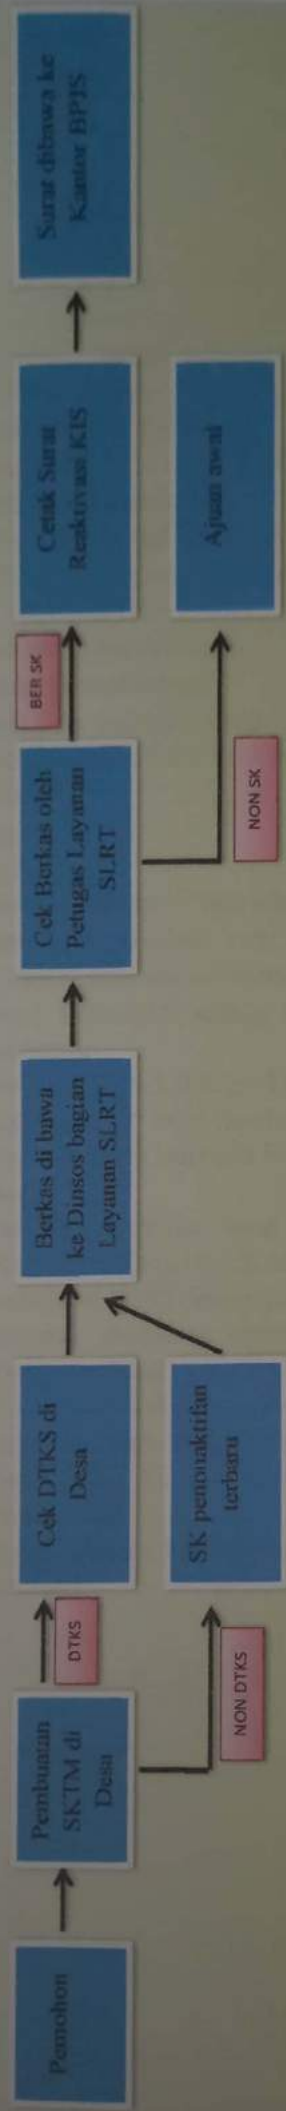 Pemohon
Pembuatan
SKTM di
Desa
DTKS
NON DTKS
Cek DTKS di
Desa
SK penonaktifan
terbaru
Berkas di bawa
ke Dinsos bagian
Layanan SLRT
Cek Berkas oleh
Petugas Layanan
SLRT
BER SK
NON SK
Cetak Surat
Reaktivasi KIS
Ajuan awal
Surat dibawa ke
Kantor BPJS